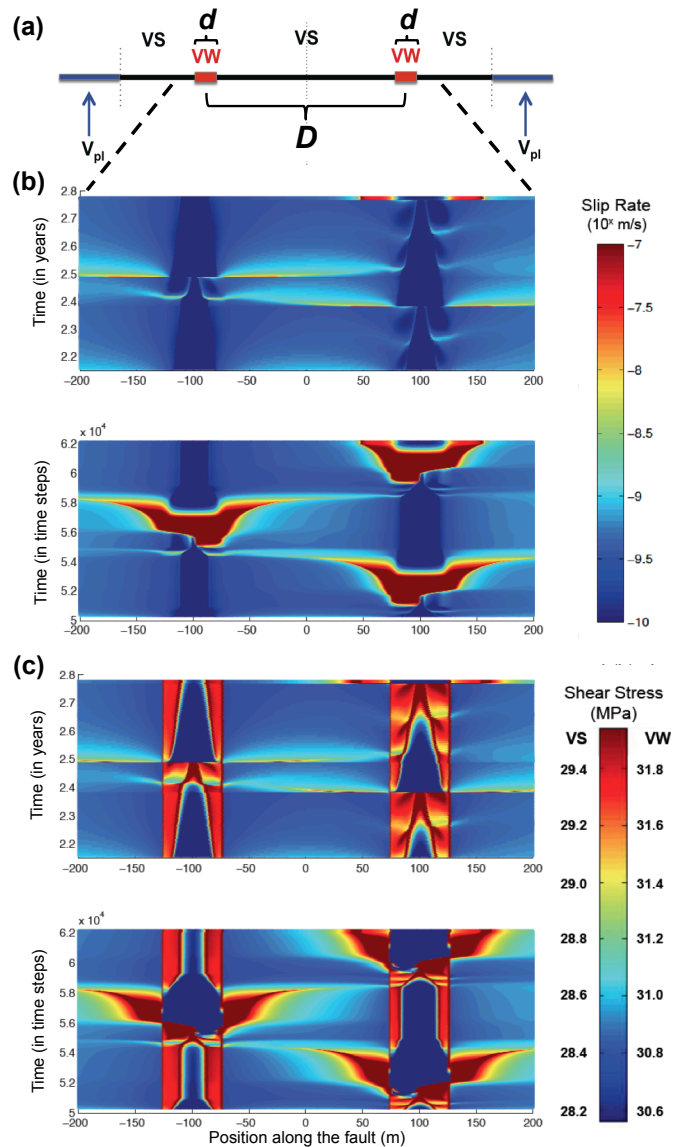 (a)
d
d
VS
VW
VS
VW
VS
D
V_pl
V_pl
(b)
Time (in years)
2.8
2.7
2.6
2.5
2.4
2.3
2.2
−200 −150 −100 −50 0 50 100 150 200
Slip Rate
(10^x m/s)
−7
−7.5
−8
−8.5
−9
−9.5
−10
Time (in time steps)
x 10^4
6.2
6
5.8
5.6
5.4
5.2
5
−200 −150 −100 −50 0 50 100 150 200
(c)
Time (in years)
2.8
2.7
2.6
2.5
2.4
2.3
2.2
−200 −150 −100 −50 0 50 100 150 200
Shear Stress
(MPa)
VS VW
29.4 31.8
29.2 31.6
29.0 31.4
28.8 31.2
28.6 31.0
28.4 30.8
28.2 30.6
Time (in time steps)
x 10^4
6.2
6
5.8
5.6
5.4
5.2
5
−200 −150 −100 −50 0 50 100 150 200
Position along the fault (m)